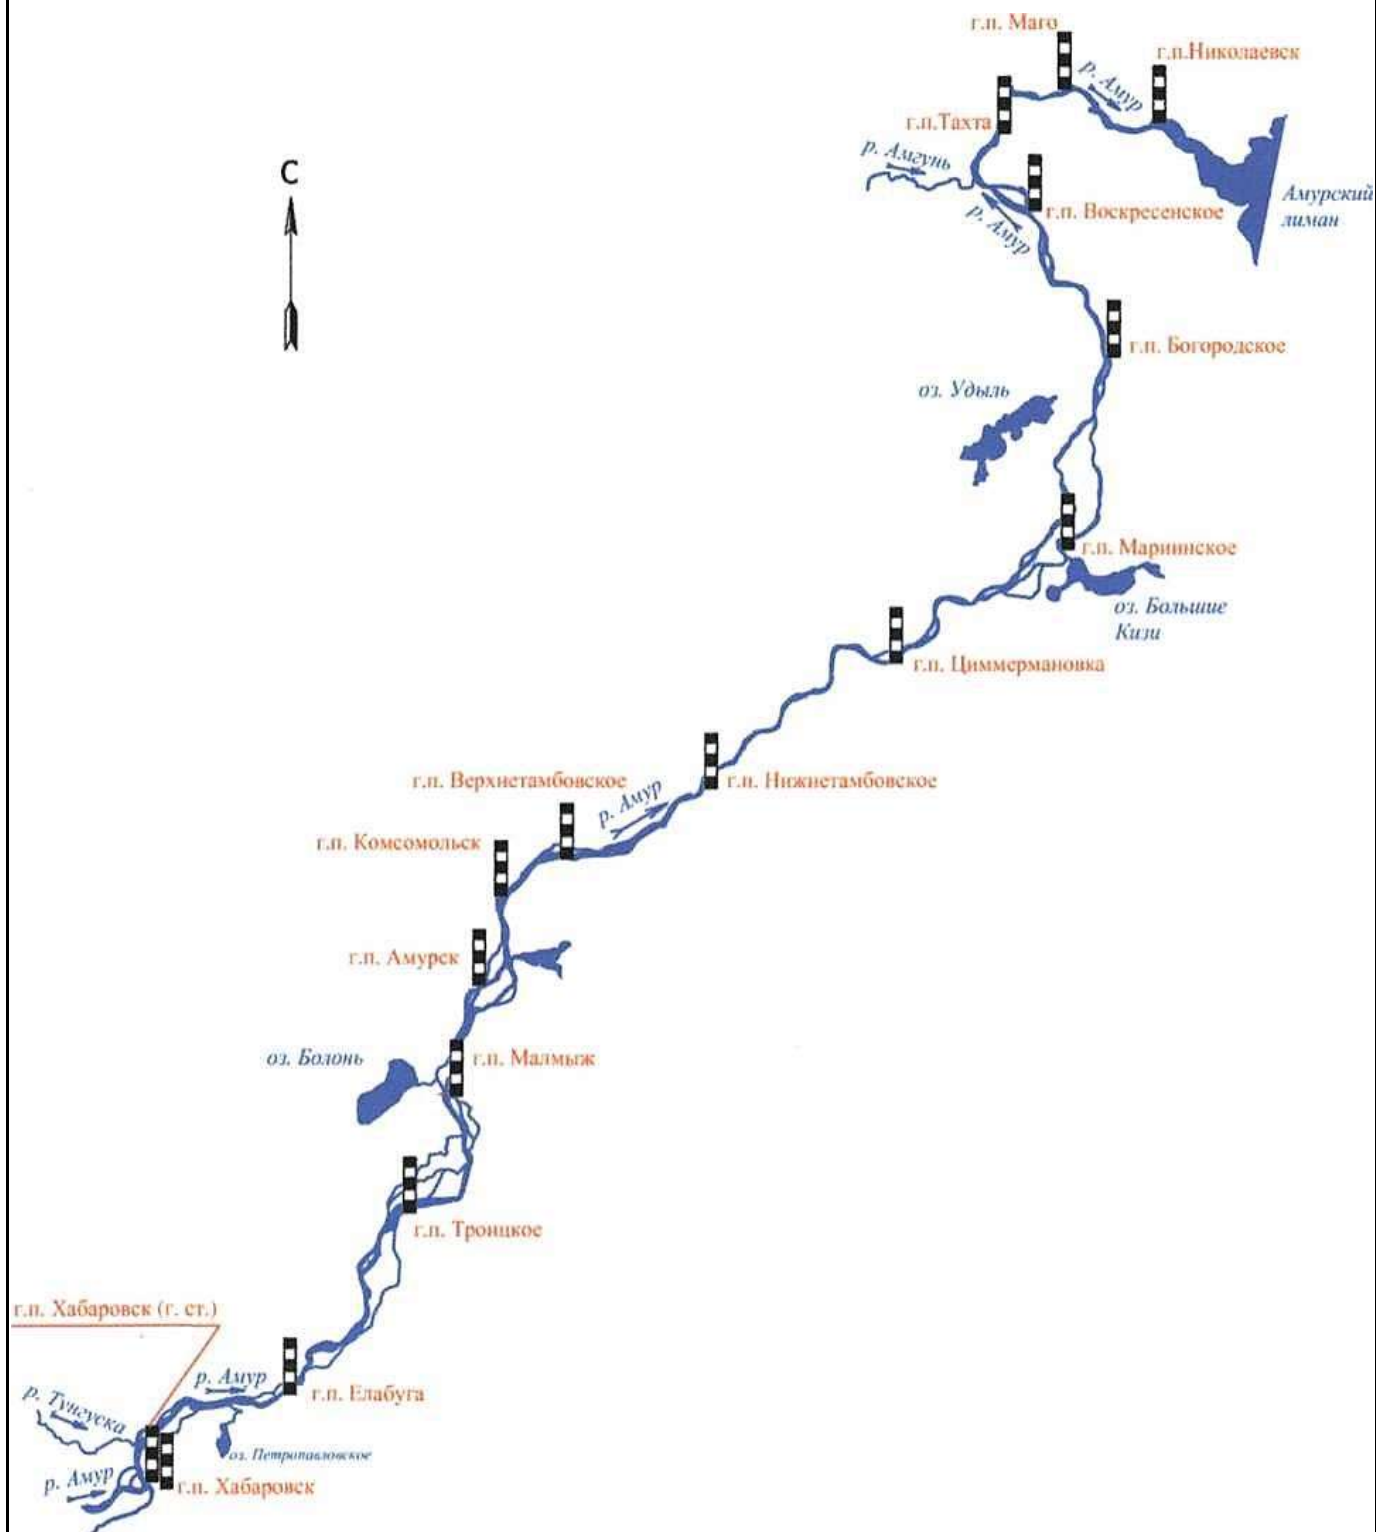 г.п. Маго
г.п.Николаевск
р. Амур
г.п.Тахта
р. Амгунь
С
Амурский
лиман
г.п. Воскресенское
р. Амур
г.п. Богородское
оз. Удыль
г.п. Мариинское
оз. Большие
Кизи
г.п. Циммермановка
г.п. Верхнетамбовское
г.п. Нижнетамбовское
р. Амур
г.п. Комсомольск
г.п. Амурск
оз. Болонь
г.п. Малмыж
г.п. Троицкое
г.п. Хабаровск (г. ст.)
р. Амур
г.п. Елабуга
р. Тунгуска
оз. Петропавловское
р. Амур
г.п. Хабаровск